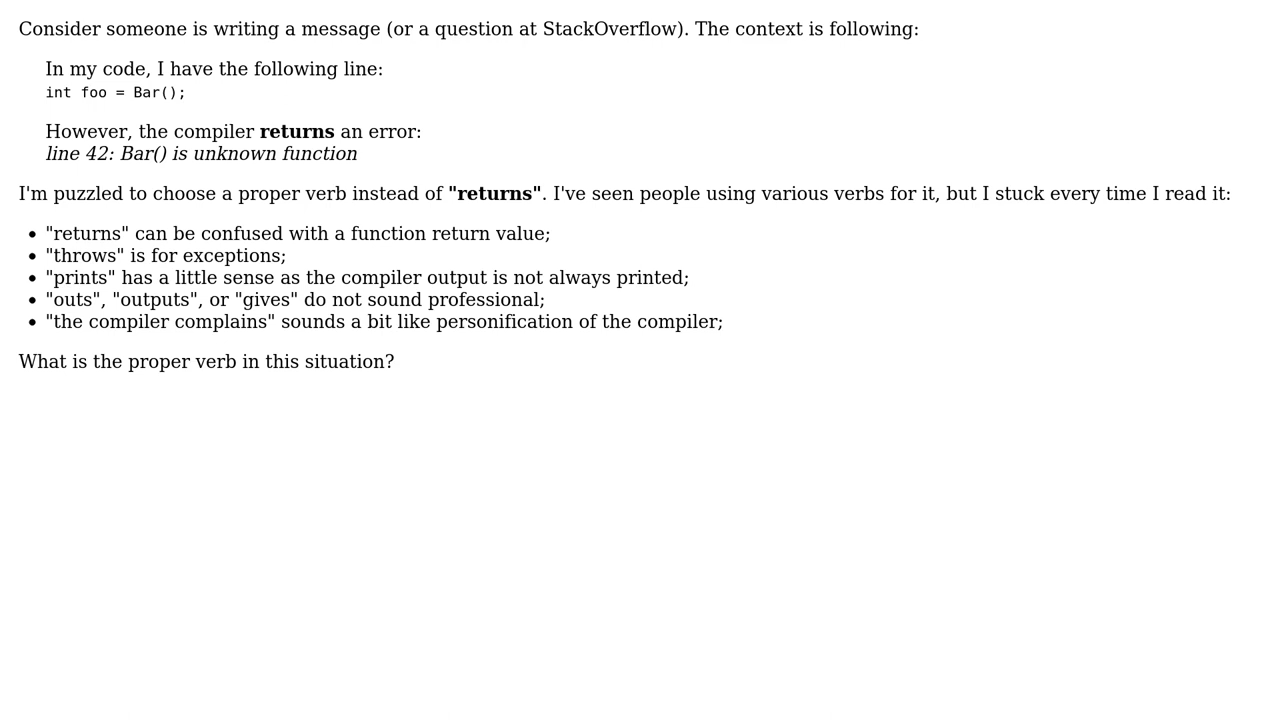 Consider someone is writing a message (or a question at StackOverflow). The context is following:
In my code, I have the following line:
int foo = Bar();
However, the compiler returns an error:
line 42: Bar() is unknown function
I'm puzzled to choose a proper verb instead of "returns". I've seen people using various verbs for it, but I stuck every time I read it:
• "returns" can be confused with a function return value;
• "throws" is for exceptions;
• "prints" has a little sense as the compiler output is not always printed;
• "outs", "outputs", or "gives" do not sound professional;
• "the compiler complains" sounds a bit like personification of the compiler;
What is the proper verb in this situation?